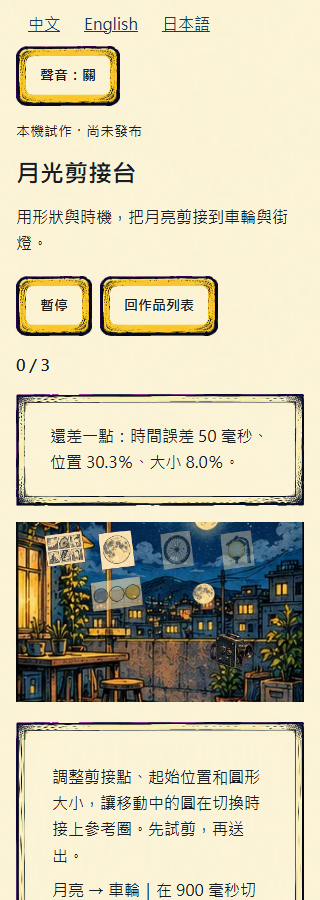 中文 English 日本語
聲音：關
本機試作・尚未發布
月光剪接台
用形狀與時機，把月亮剪接到車輪與街
燈。
暫停 回作品列表
0 / 3
還差一點：時間誤差 50 毫秒、
位置 30.3%、大小 8.0%。
調整剪接點、起始位置和圓形
大小，讓移動中的圓在切換時
接上參考圈。先試剪，再送
出。
月亮 → 車輪｜在 900 毫秒切